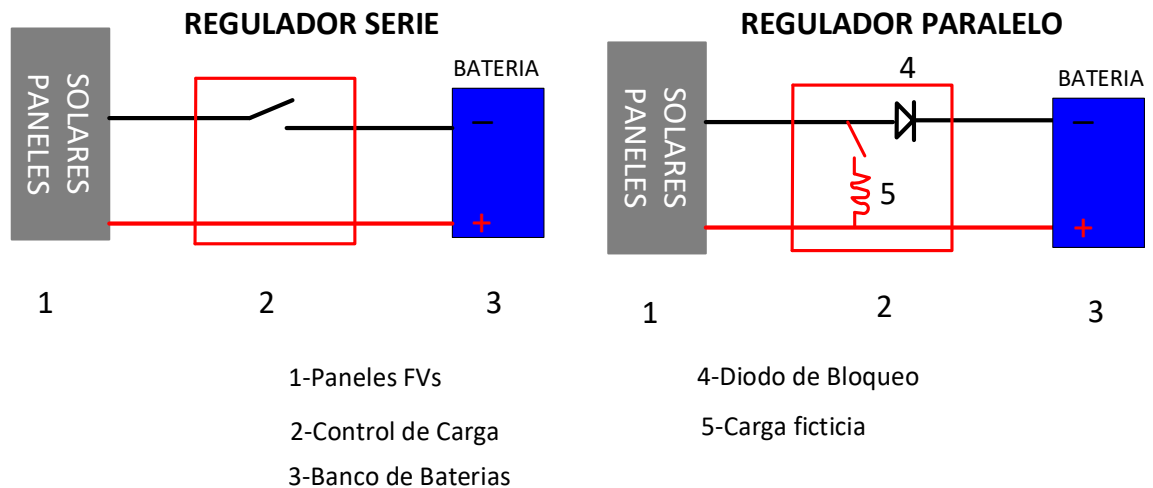 REGULADOR SERIE
SOLARES
PANELES
BATERIA
−
+
1
2
3
REGULADOR PARALELO
SOLARES
PANELES
4
BATERIA
−
5
+
1
2
3
1-Paneles FVs
2-Control de Carga
3-Banco de Baterias
4-Diodo de Bloqueo
5-Carga ficticia